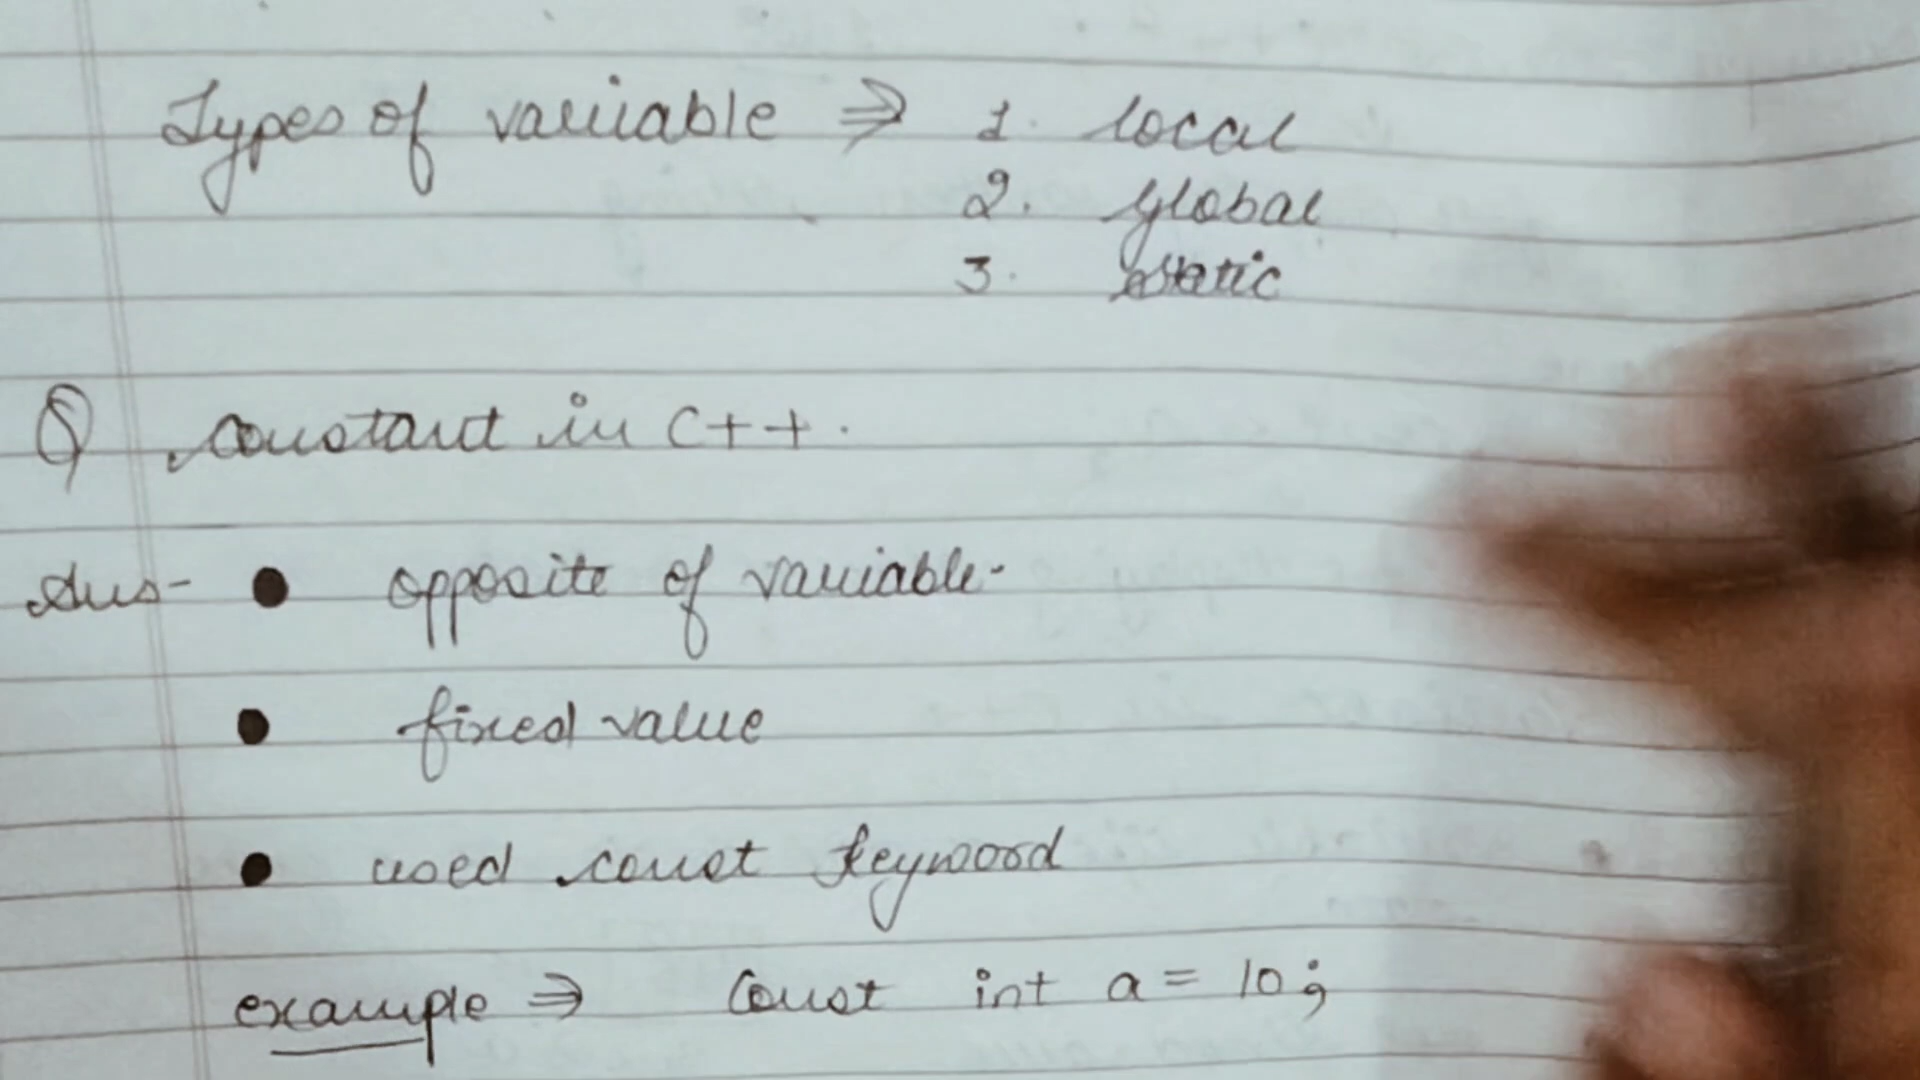 Types of variable ⇒ 1. local
2. global
3. static
Q constant in C++.
Ans- ● opposite of variable.
● fixed value
● used const keyword
example ⇒ Const int a = 10;